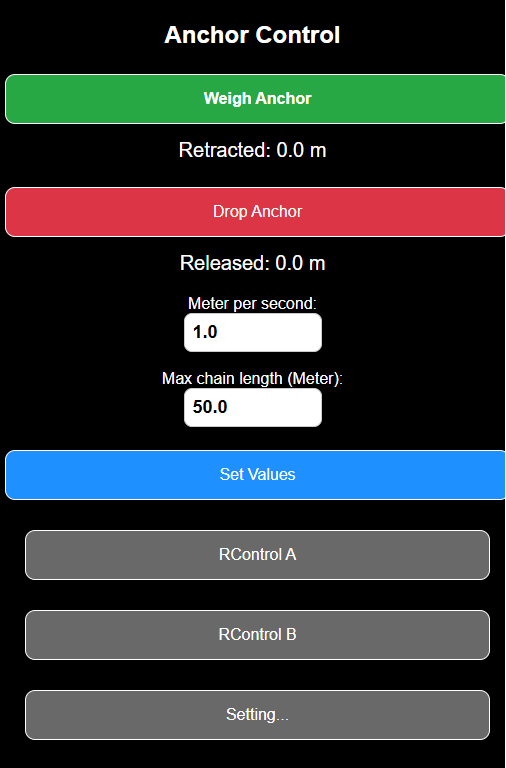 Anchor Control
Weigh Anchor
Retracted: 0.0 m
Drop Anchor
Released: 0.0 m
Meter per second:
1.0
Max chain length (Meter):
50.0
Set Values
RControl A
RControl B
Setting...